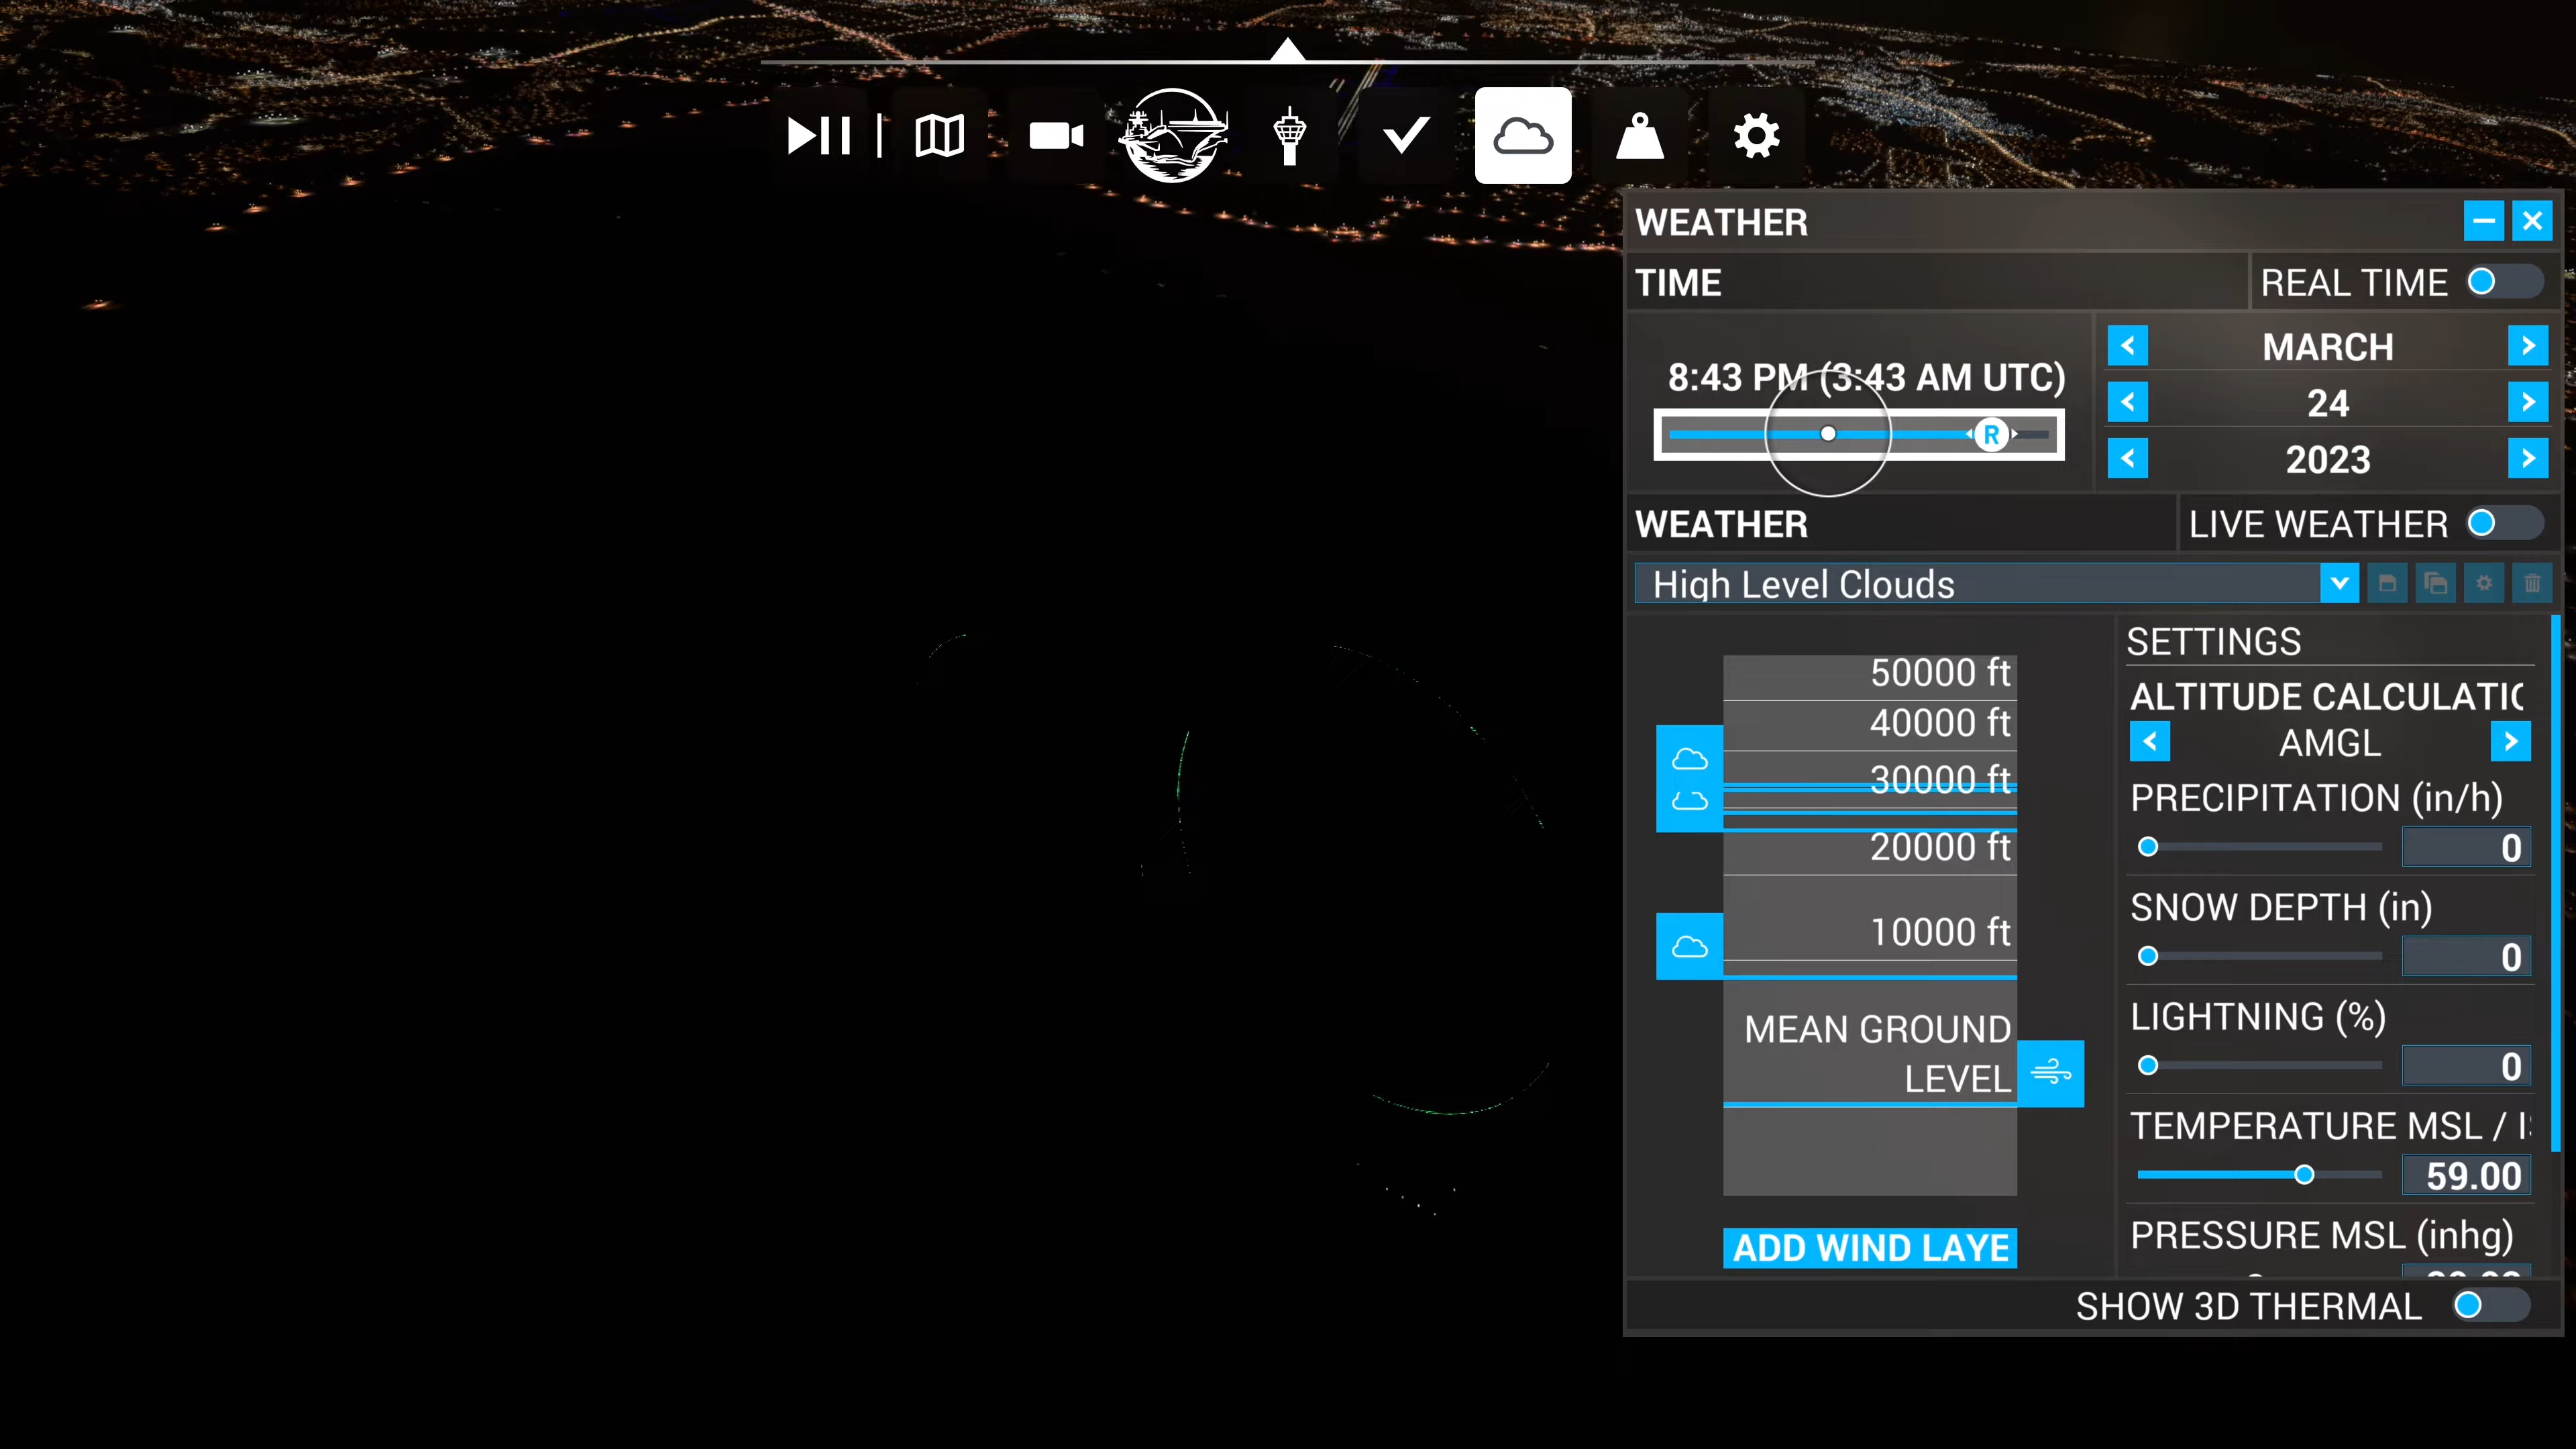 WEATHER
TIME
REAL TIME
8:43 PM (3:43 AM UTC)
R
MARCH
24
2023
WEATHER
LIVE WEATHER
High Level Clouds
50000 ft
40000 ft
30000 ft
20000 ft
10000 ft
MEAN GROUND
LEVEL
ADD WIND LAYE
SETTINGS
ALTITUDE CALCULATIO
AMGL
PRECIPITATION (in/h)
0
SNOW DEPTH (in)
0
LIGHTNING (%)
0
TEMPERATURE MSL / I
59.00
PRESSURE MSL (inhg)
SHOW 3D THERMAL